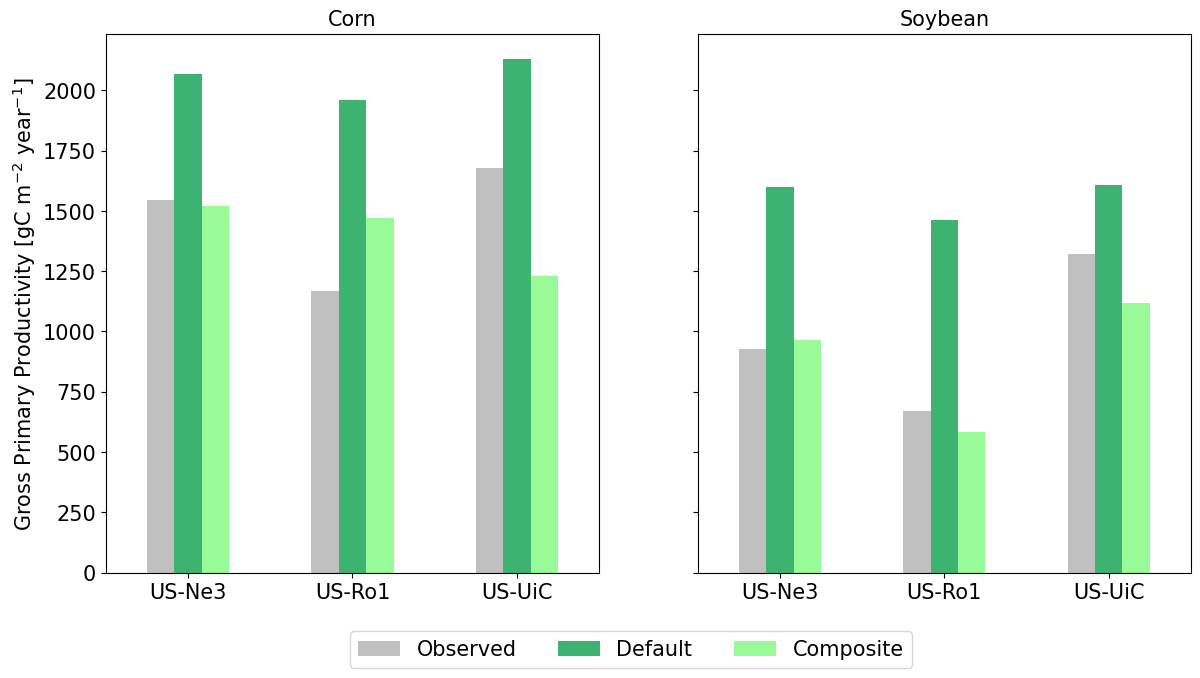 Corn
Soybean
Gross Primary Productivity [gC m⁻² year⁻¹]
2000
1750
1500
1250
1000
750
500
250
0
US-Ne3 US-Ro1 US-UiC
US-Ne3 US-Ro1 US-UiC
Observed Default Composite